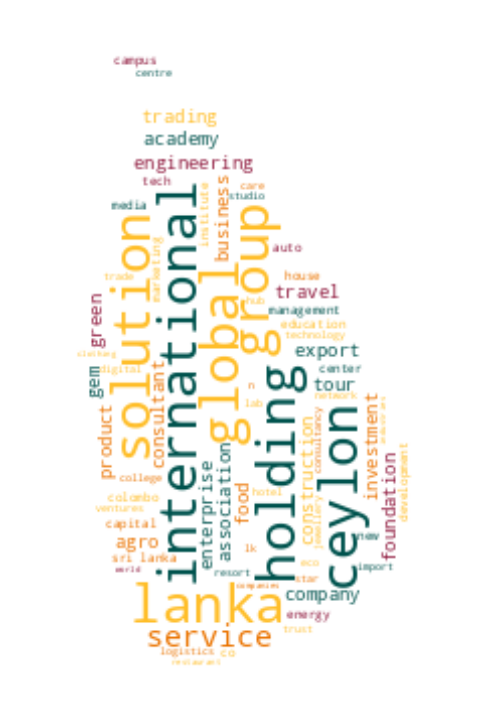 campus
centre
trading
academy
engineering
tech
care
studio
media
institute
business
international
solution
group
global
marketing
auto
trade
house
travel
hub
management
green
education
technology
export
clothing
digital
gem
center
tour
consultant
n
network
holding
lab
product
ceylon
investment
consultancy
construction
college
association
enterprise
food
hotel
jewellery
foundation
development
colombo
ventures
capital
agro
new
lk
sri lanka
eco
world
resort
star
import
companies
company
lanka
energy
service
trust
logistics
co
restaurant